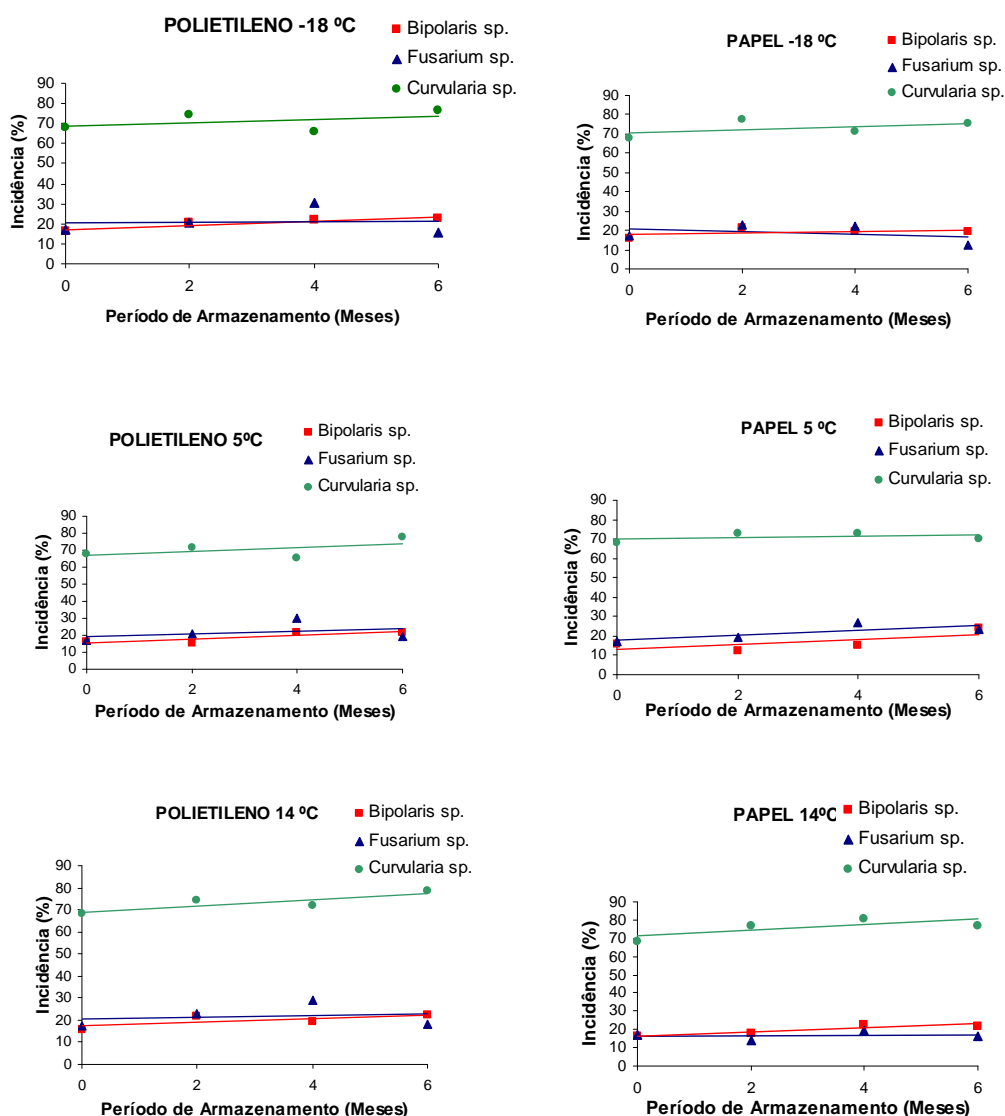 POLIETILENO -18 ºC
Bipolaris sp.
Fusarium sp.
Curvularia sp.
Incidência (%)
90
80
70
60
50
40
30
20
10
0
0 2 4 6
Período de Armazenamento (Meses)
PAPEL -18 ºC
Bipolaris sp.
Fusarium sp.
Curvularia sp.
Incidência (%)
90
80
70
60
50
40
30
20
10
0
0 2 4 6
Período de Armazenamento (Meses)
POLIETILENO 5ºC
Bipolaris sp.
Fusarium sp.
Curvularia sp.
Incidência (%)
90
80
70
60
50
40
30
20
10
0
0 2 4 6
Período de Armazenamento (Meses)
PAPEL 5 ºC
Bipolaris sp.
Fusarium sp.
Curvularia sp.
Incidência (%)
90
80
70
60
50
40
30
20
10
0
0 2 4 6
Período de Armazenamento (Meses)
POLIETILENO 14 ºC
Bipolaris sp.
Fusarium sp.
Curvularia sp.
Incidência (%)
90
80
70
60
50
40
30
20
10
0
0 2 4 6
Período de Armazenamento (Meses)
PAPEL 14ºC
Bipolaris sp.
Fusarium sp.
Curvularia sp.
Incidência (%)
90
80
70
60
50
40
30
20
10
0
0 2 4 6
Período de Armazenamento (Meses)